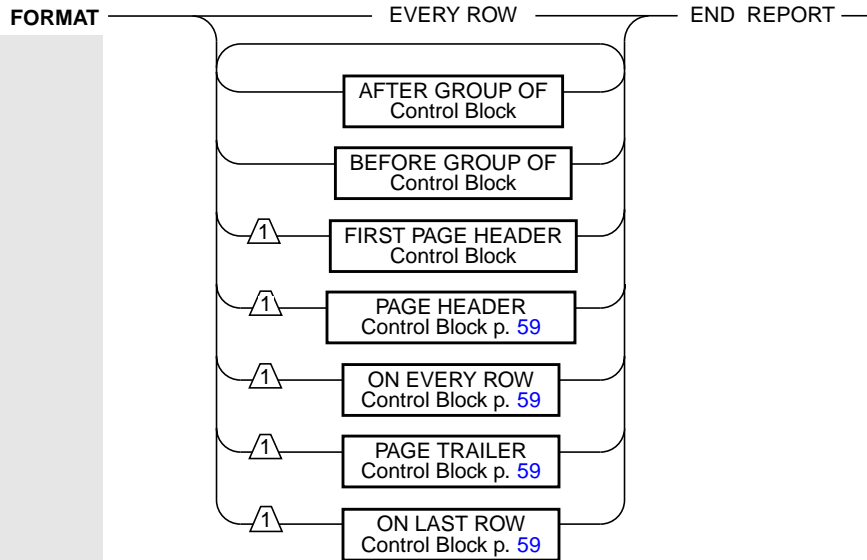 FORMAT EVERY ROW END REPORT
AFTER GROUP OF
Control Block
BEFORE GROUP OF
Control Block
1 FIRST PAGE HEADER
Control Block
1 PAGE HEADER
Control Block p. 59
1 ON EVERY ROW
Control Block p. 59
1 PAGE TRAILER
Control Block p. 59
1 ON LAST ROW
Control Block p. 59